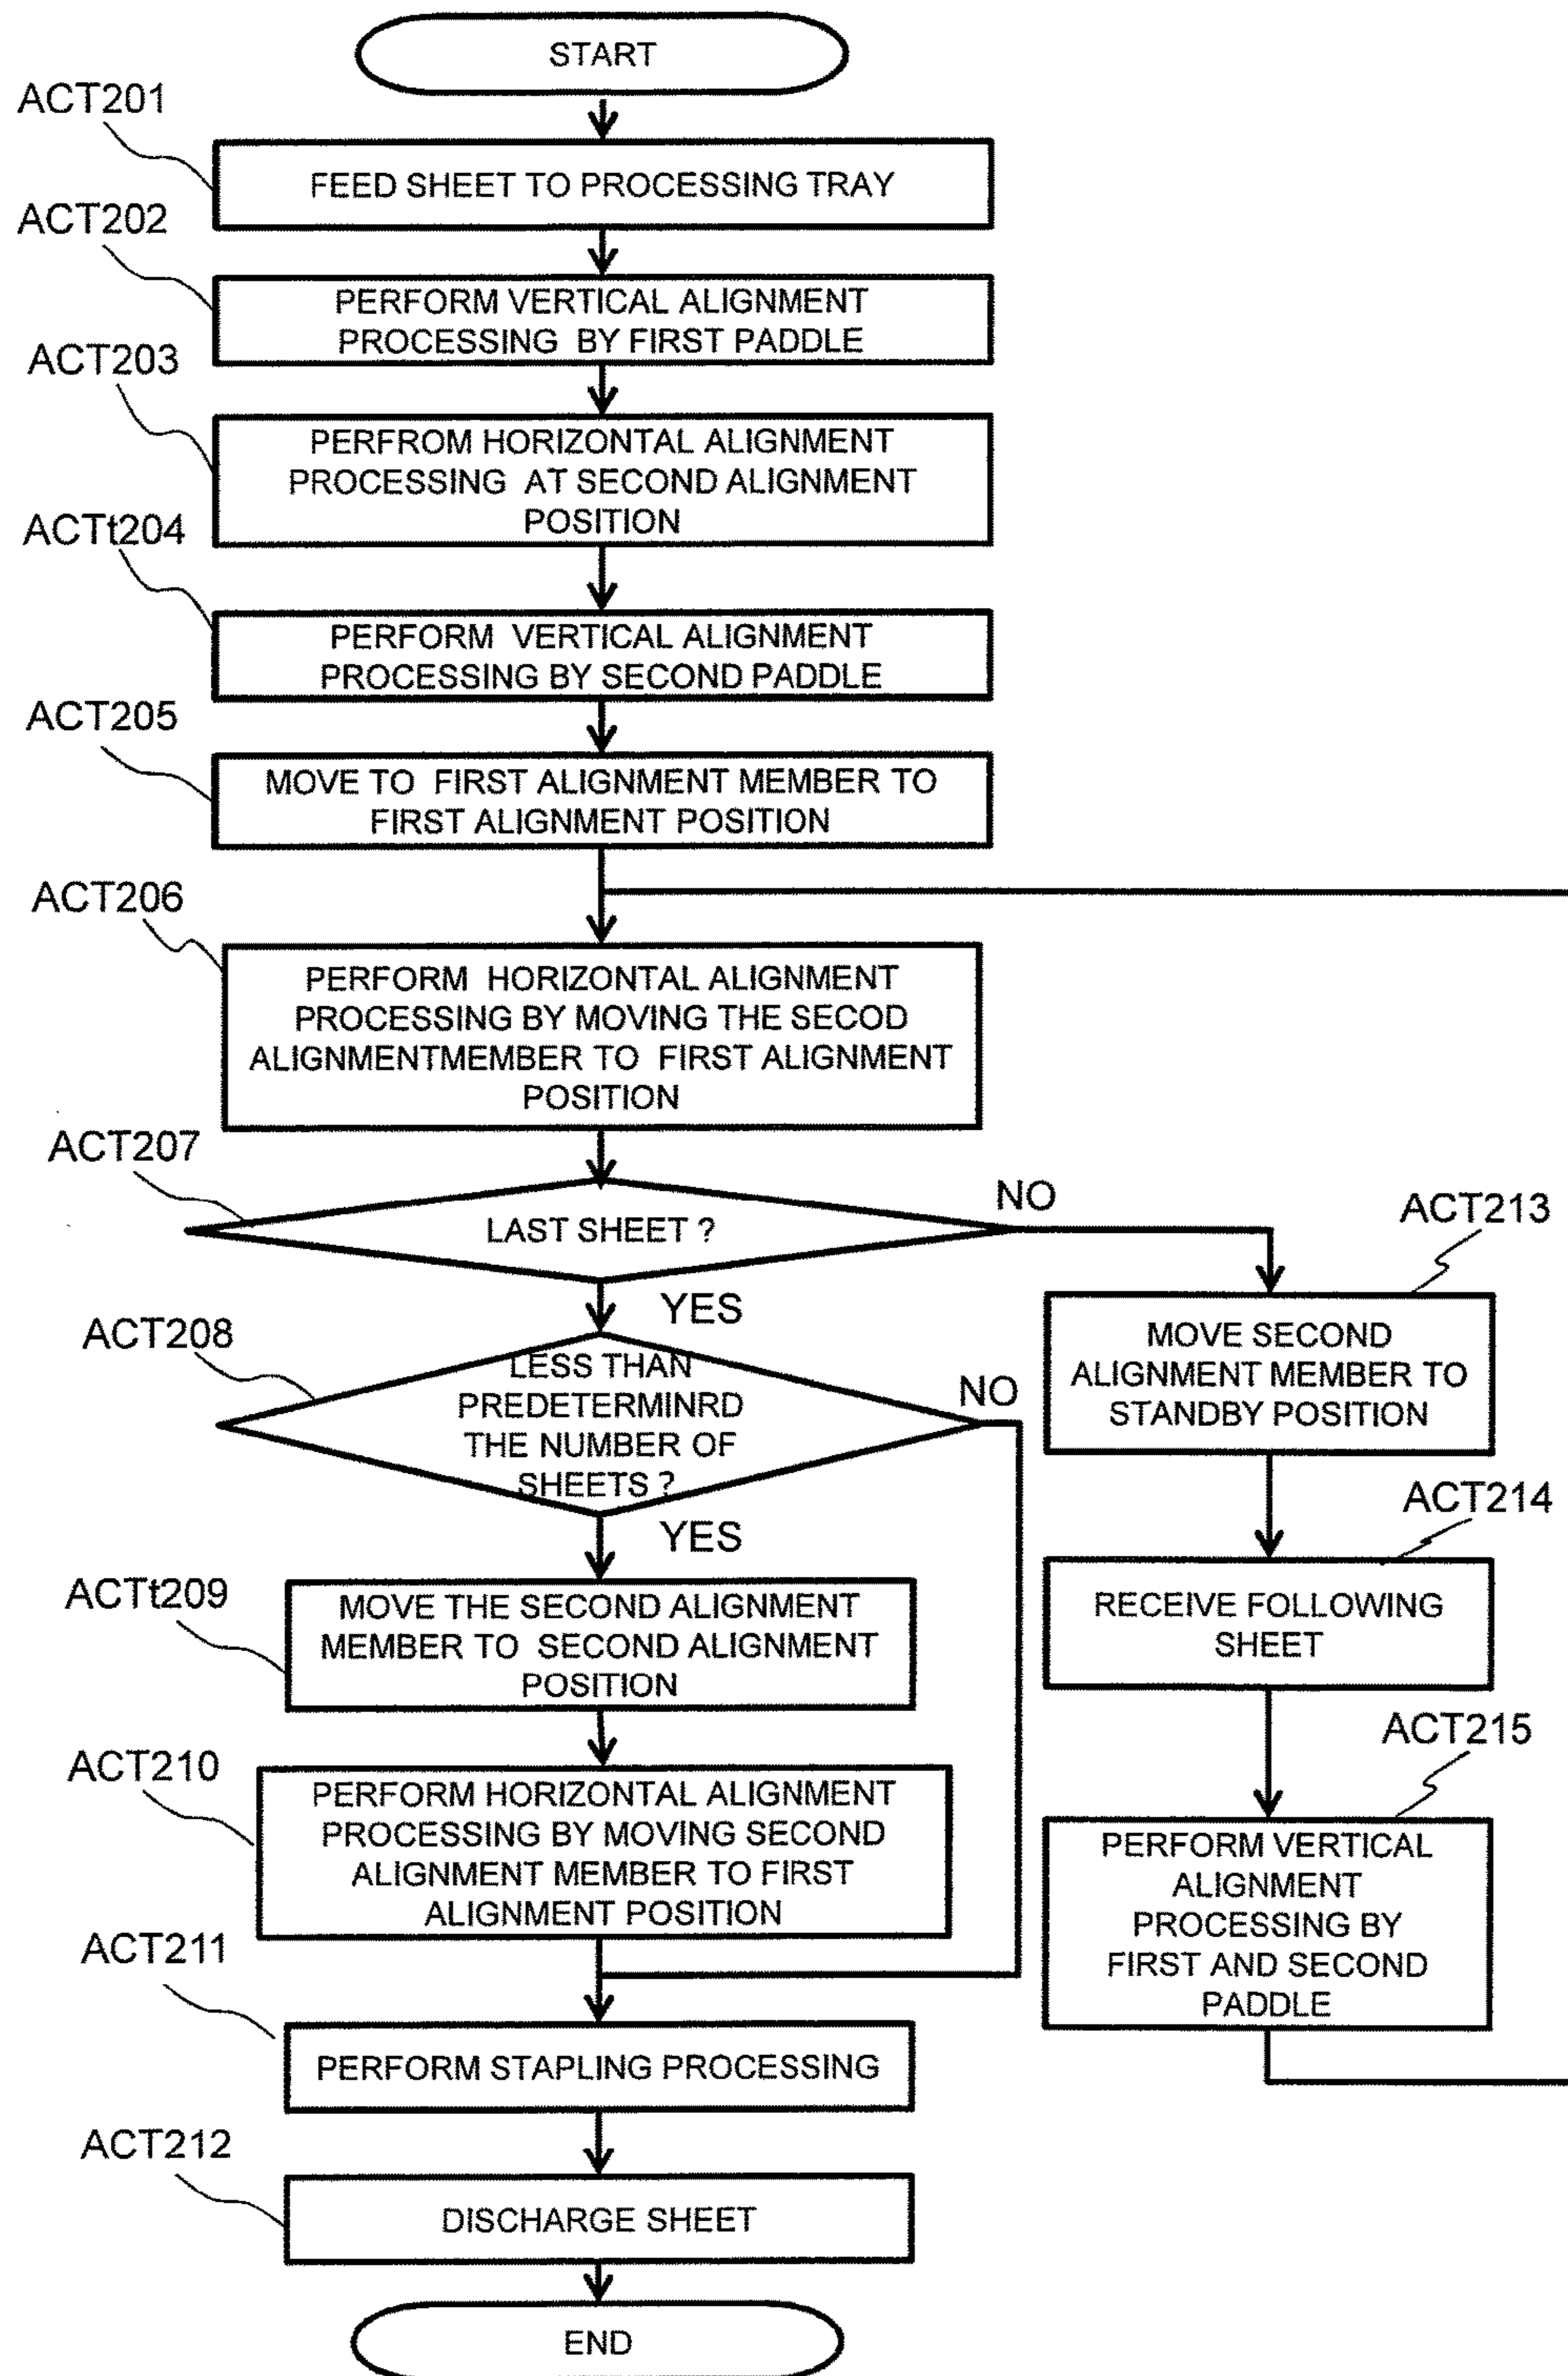 START
ACT201
FEED SHEET TO PROCESSING TRAY
ACT202
PERFORM VERTICAL ALIGNMENT
PROCESSING BY FIRST PADDLE
ACT203
PERFROM HORIZONTAL ALIGNMENT
PROCESSING AT SECOND ALIGNMENT
POSITION
ACTt204
PERFORM VERTICAL ALIGNMENT
PROCESSING BY SECOND PADDLE
ACT205
MOVE TO FIRST ALIGNMENT MEMBER TO
FIRST ALIGNMENT POSITION
ACT206
PERFORM HORIZONTAL ALIGNMENT
PROCESSING BY MOVING THE SECOD
ALIGNMENTMEMBER TO FIRST ALIGNMENT
POSITION
ACT207
LAST SHEET ?
NO
YES
ACT208
LESS THAN
PREDETERMINRD
THE NUMBER OF
SHEETS ?
NO
YES
ACTt209
MOVE THE SECOND ALIGNMENT
MEMBER TO SECOND ALIGNMENT
POSITION
ACT210
PERFORM HORIZONTAL ALIGNMENT
PROCESSING BY MOVING SECOND
ALIGNMENT MEMBER TO FIRST
ALIGNMENT POSITION
ACT211
PERFORM STAPLING PROCESSING
ACT212
DISCHARGE SHEET
END
ACT213
MOVE SECOND
ALIGNMENT MEMBER TO
STANDBY POSITION
ACT214
RECEIVE FOLLOWING
SHEET
ACT215
PERFORM VERTICAL
ALIGNMENT
PROCESSING BY
FIRST AND SECOND
PADDLE